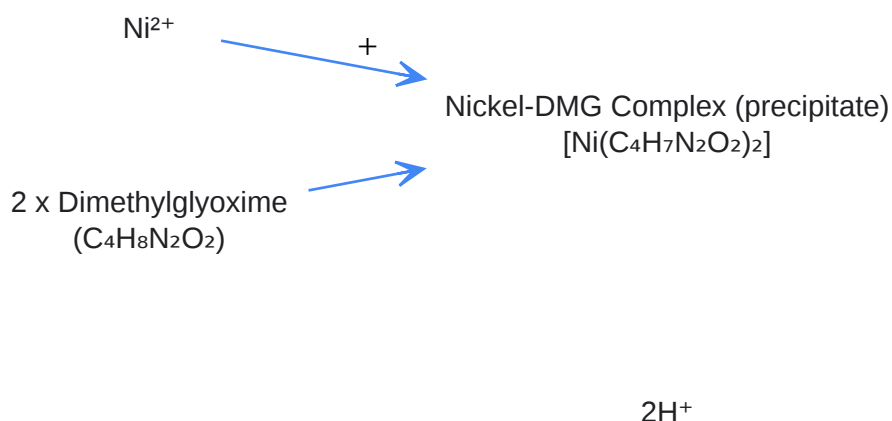 Ni²⁺
+
Nickel-DMG Complex (precipitate)
[Ni(C₄H₇N₂O₂)₂]
2 x Dimethylglyoxime
(C₄H₈N₂O₂)
2H⁺